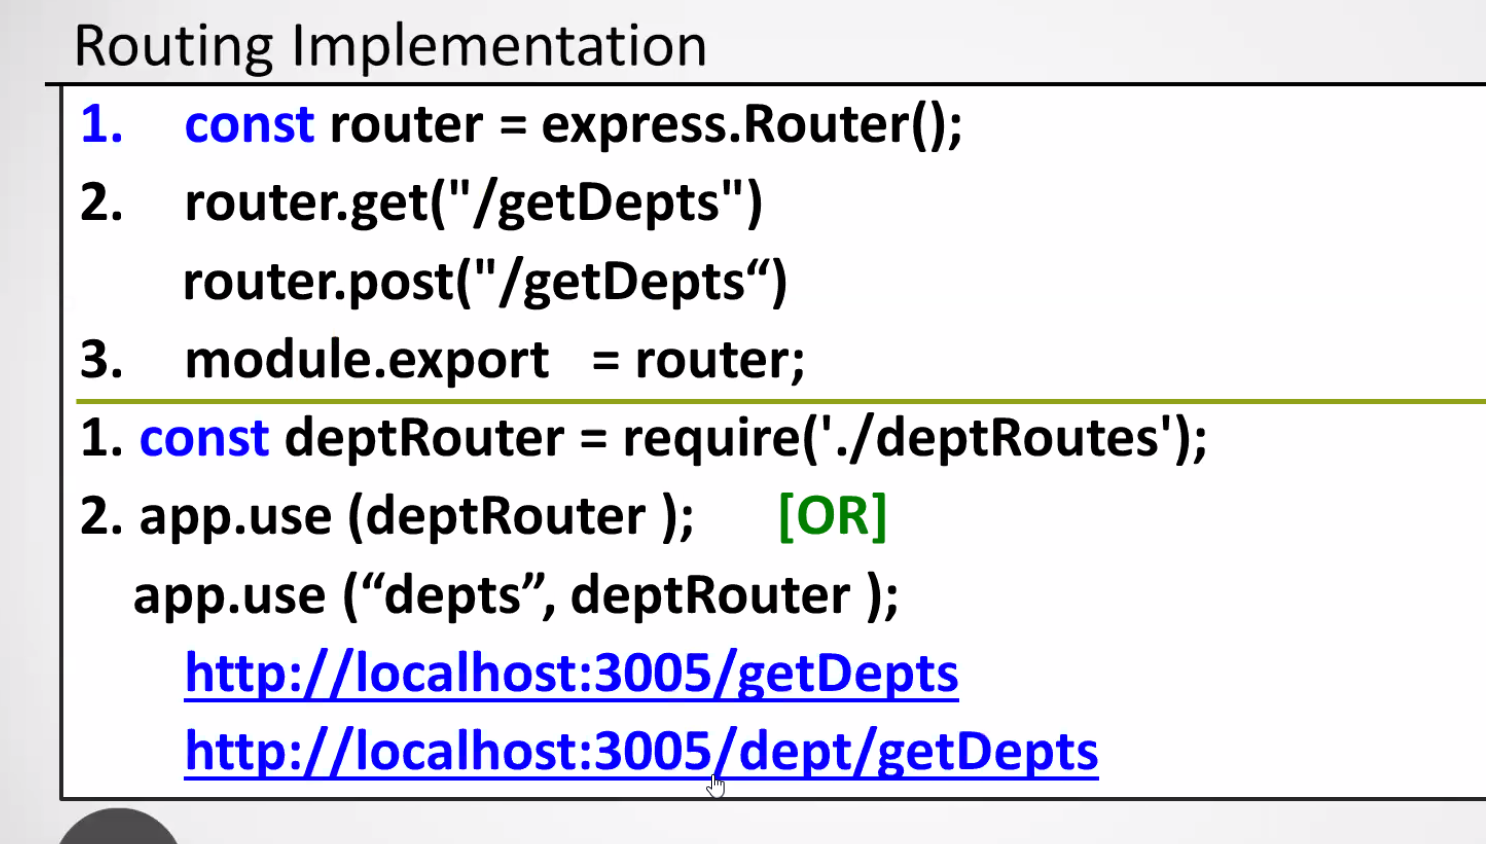 Routing Implementation
1. const router = express.Router();
2. router.get("/getDepts")
router.post("/getDepts“)
3. module.export = router;
1. const deptRouter = require('./deptRoutes');
2. app.use (deptRouter ); [OR]
app.use (“depts”, deptRouter );
http://localhost:3005/getDepts
http://localhost:3005/dept/getDepts